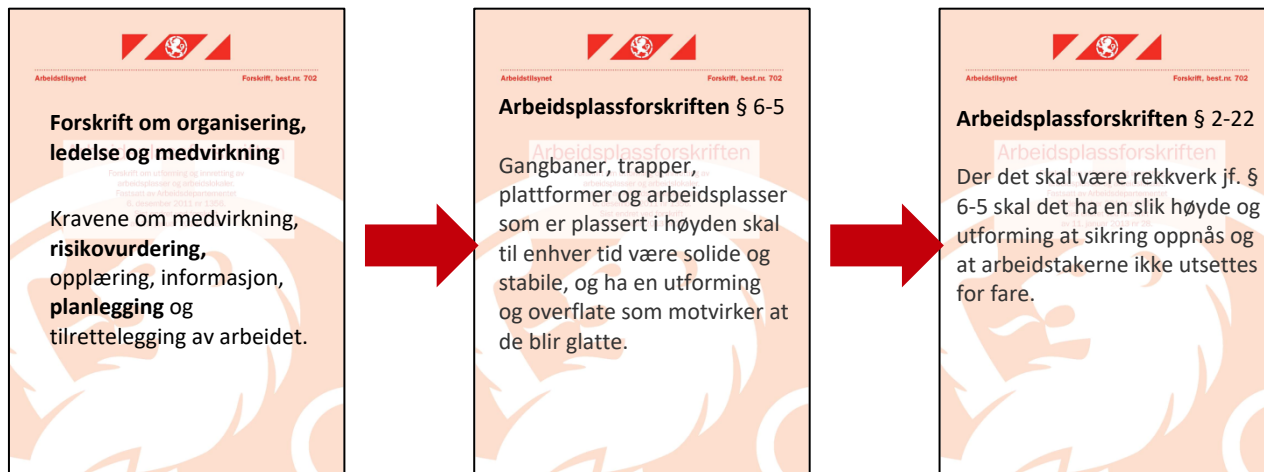 Arbeidstilsynet Forskrift, best.nr. 702
Forskrift om organisering,
ledelse og medvirkning
Kravene om medvirkning,
risikovurdering,
opplæring, informasjon,
planlegging og
tilrettelegging av arbeidet.
Arbeidstilsynet Forskrift, best.nr. 702
Arbeidsplassforskriften § 6-5
Arbeidsplassforskriften
Gangbaner, trapper,
plattformer og arbeidsplasser
som er plassert i høyden skal
til enhver tid være solide og
stabile, og ha en utforming
og overflate som motvirker at
de blir glatte.
Arbeidstilsynet Forskrift, best.nr. 702
Arbeidsplassforskriften § 2-22
Arbeidsplassforskriften
Der det skal være rekkverk jf. §
6-5 skal det ha en slik høyde og
utforming at sikring oppnås og
at arbeidstakerne ikke utsettes
for fare.